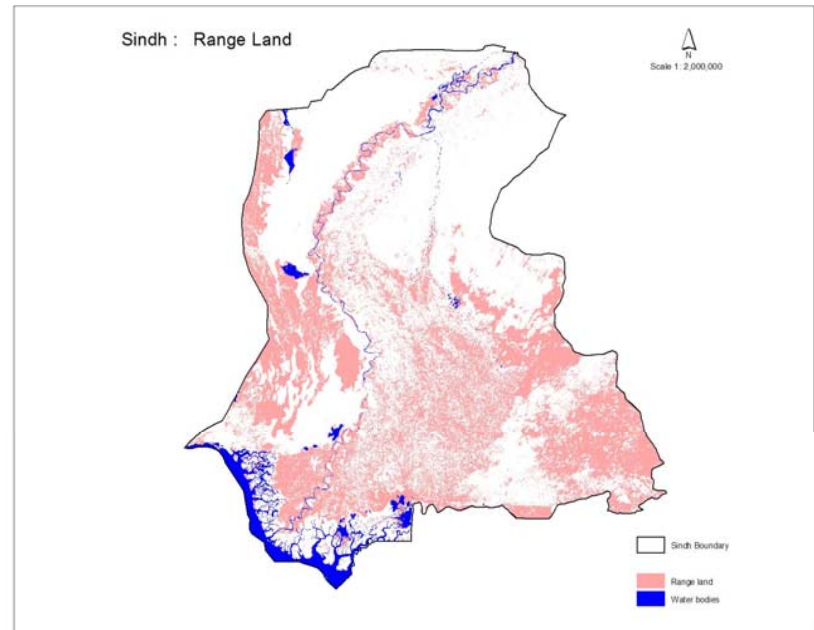 Sindh : Range Land
N
Scale 1: 2,000,000
Sindh Boundary
Range land
Water bodies